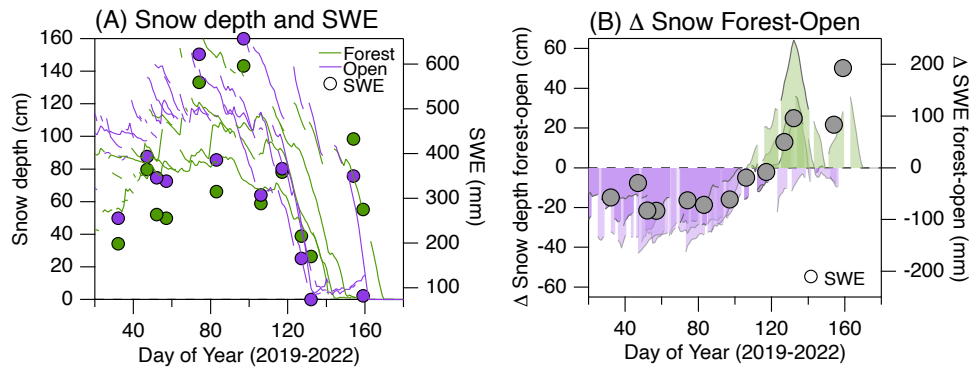 (A) Snow depth and SWE
160
140
120
100
80
60
40
20
0
Snow depth (cm)
600
500
400
300
200
100
SWE (mm)
Forest
Open
SWE
40
80
120
160
Day of Year (2019-2022)
(B) Δ Snow Forest-Open
60
40
20
0
-20
-40
-60
Δ Snow depth forest-open (cm)
200
100
0
-100
-200
Δ SWE forest-open (mm)
SWE
40
80
120
160
Day of Year (2019-2022)